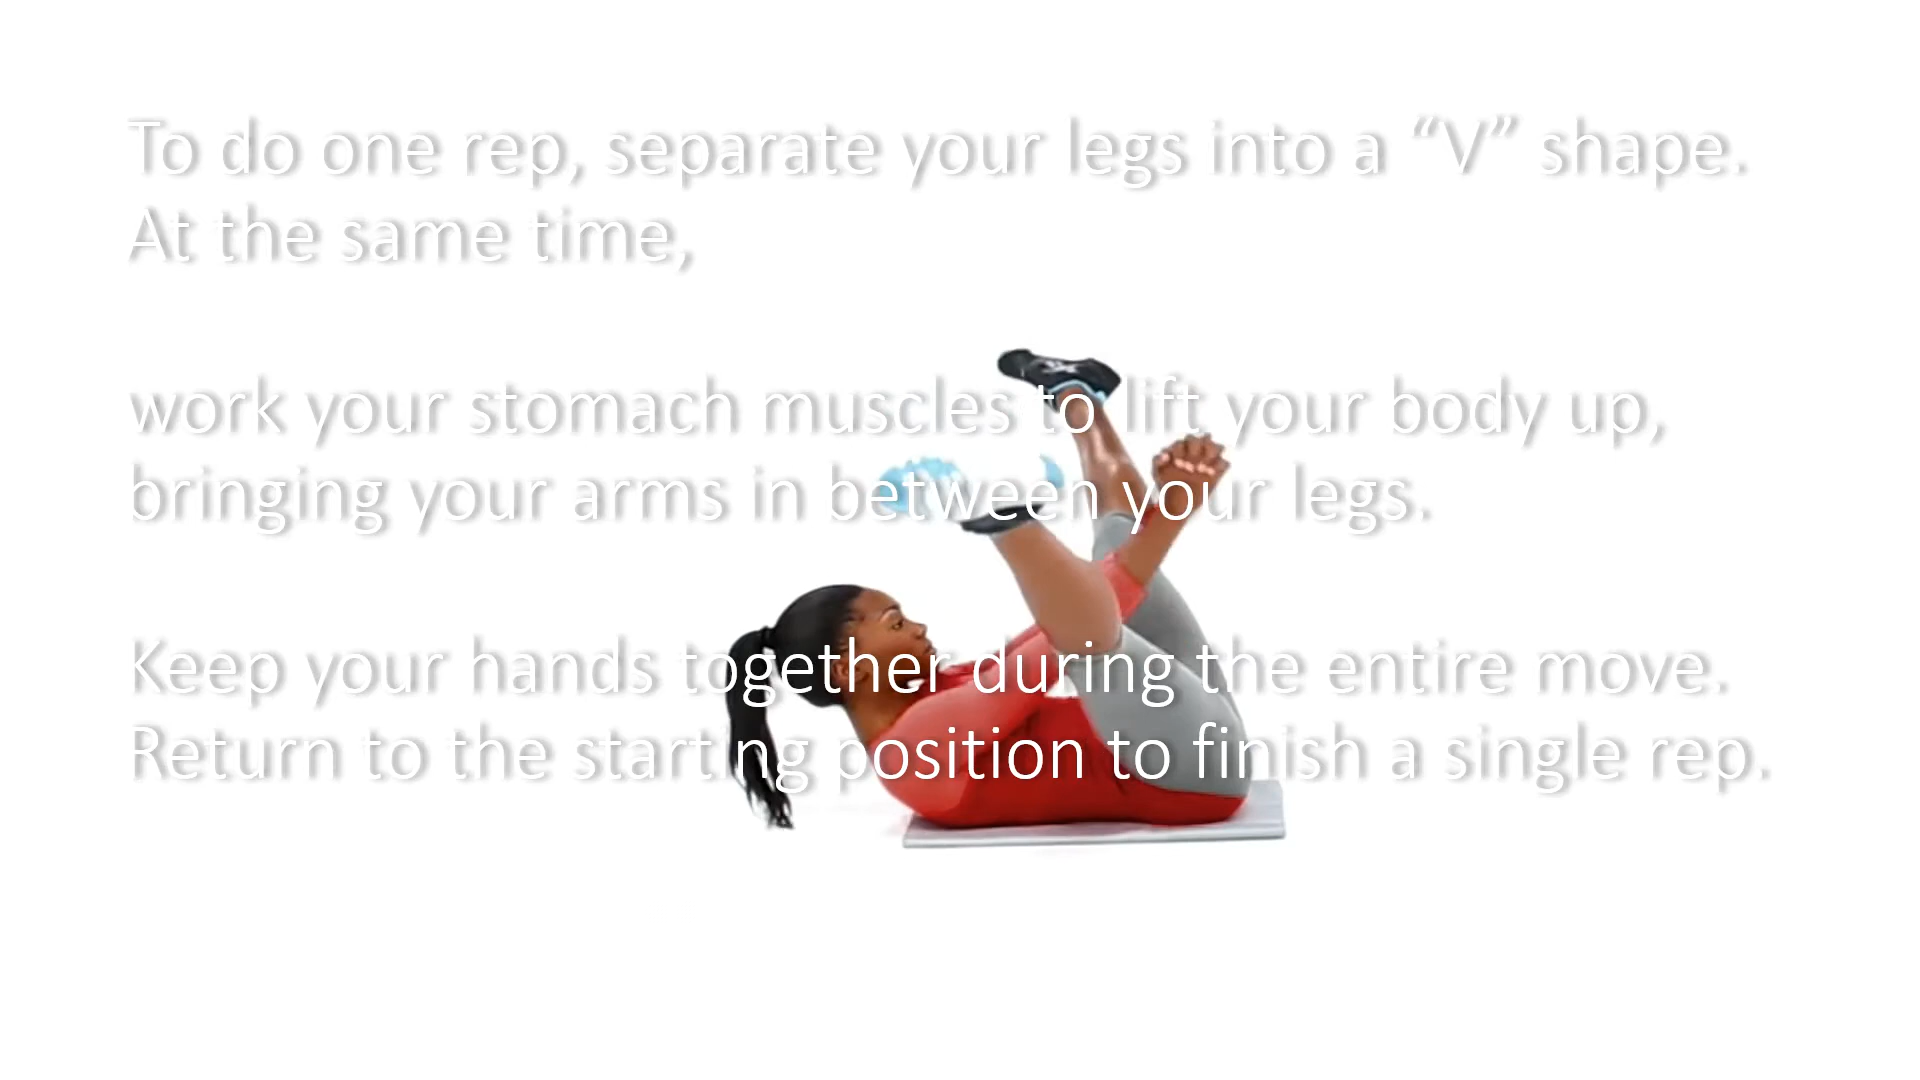 To do one rep, separate your legs into a “V” shape.
At the same time,
work your stomach muscles to lift your body up,
bringing your arms in between your legs.
Keep your hands together during the entire move.
Return to the starting position to finish a single rep.